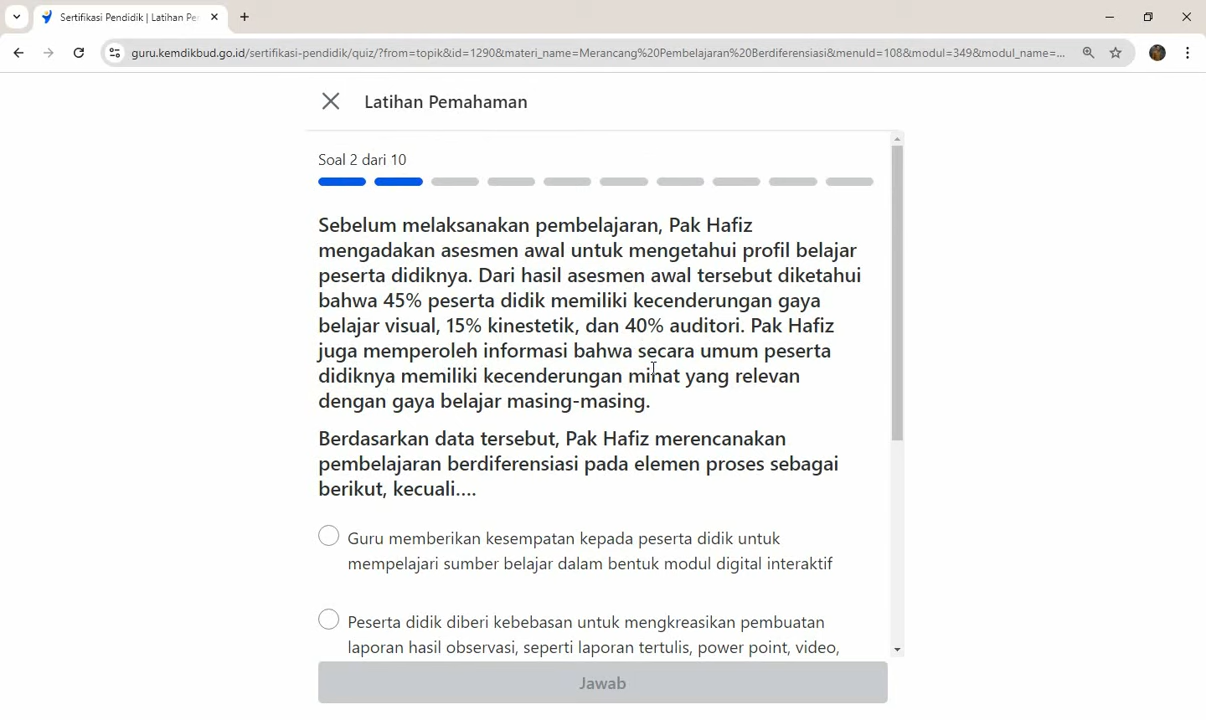 Sertifikasi Pendidik | Latihan Pe
guru.kemdikbud.go.id/sertifikasi-pendidik/quiz/?from=topik&id=1290&materi_name=Merancang%20Pembelajaran%20Berdiferensiasi&menuId=108&modul=349&modul_name=...
Latihan Pemahaman
Soal 2 dari 10
Sebelum melaksanakan pembelajaran, Pak Hafiz
mengadakan asesmen awal untuk mengetahui profil belajar
peserta didiknya. Dari hasil asesmen awal tersebut diketahui
bahwa 45% peserta didik memiliki kecenderungan gaya
belajar visual, 15% kinestetik, dan 40% auditori. Pak Hafiz
juga memperoleh informasi bahwa secara umum peserta
didiknya memiliki kecenderungan minat yang relevan
dengan gaya belajar masing-masing.
Berdasarkan data tersebut, Pak Hafiz merencanakan
pembelajaran berdiferensiasi pada elemen proses sebagai
berikut, kecuali....
Guru memberikan kesempatan kepada peserta didik untuk
mempelajari sumber belajar dalam bentuk modul digital interaktif
Peserta didik diberi kebebasan untuk mengkreasikan pembuatan
laporan hasil observasi, seperti laporan tertulis, power point, video,
Jawab